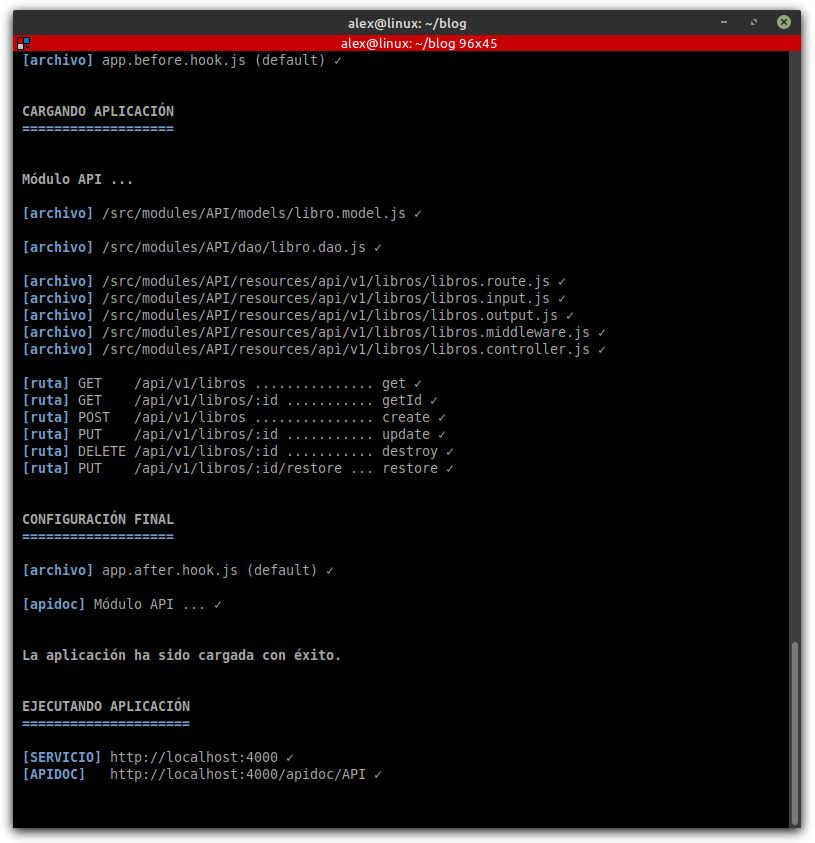 alex@linux: ~/blog
alex@linux: ~/blog 96x45
[archivo] app.before.hook.js (default) ✓
CARGANDO APLICACIÓN
===================
Módulo API ...
[archivo] /src/modules/API/models/libro.model.js ✓
[archivo] /src/modules/API/dao/libro.dao.js ✓
[archivo] /src/modules/API/resources/api/v1/libros/libros.route.js ✓
[archivo] /src/modules/API/resources/api/v1/libros/libros.input.js ✓
[archivo] /src/modules/API/resources/api/v1/libros/libros.output.js ✓
[archivo] /src/modules/API/resources/api/v1/libros/libros.middleware.js ✓
[archivo] /src/modules/API/resources/api/v1/libros/libros.controller.js ✓
[ruta] GET    /api/v1/libros ............... get ✓
[ruta] GET    /api/v1/libros/:id ........... getId ✓
[ruta] POST   /api/v1/libros ............... create ✓
[ruta] PUT    /api/v1/libros/:id ........... update ✓
[ruta] DELETE /api/v1/libros/:id ........... destroy ✓
[ruta] PUT    /api/v1/libros/:id/restore ... restore ✓
CONFIGURACIÓN FINAL
===================
[archivo] app.after.hook.js (default) ✓
[apidoc] Módulo API ... ✓
La aplicación ha sido cargada con éxito.
EJECUTANDO APLICACIÓN
=====================
[SERVICIO] http://localhost:4000 ✓
[APIDOC]   http://localhost:4000/apidoc/API ✓